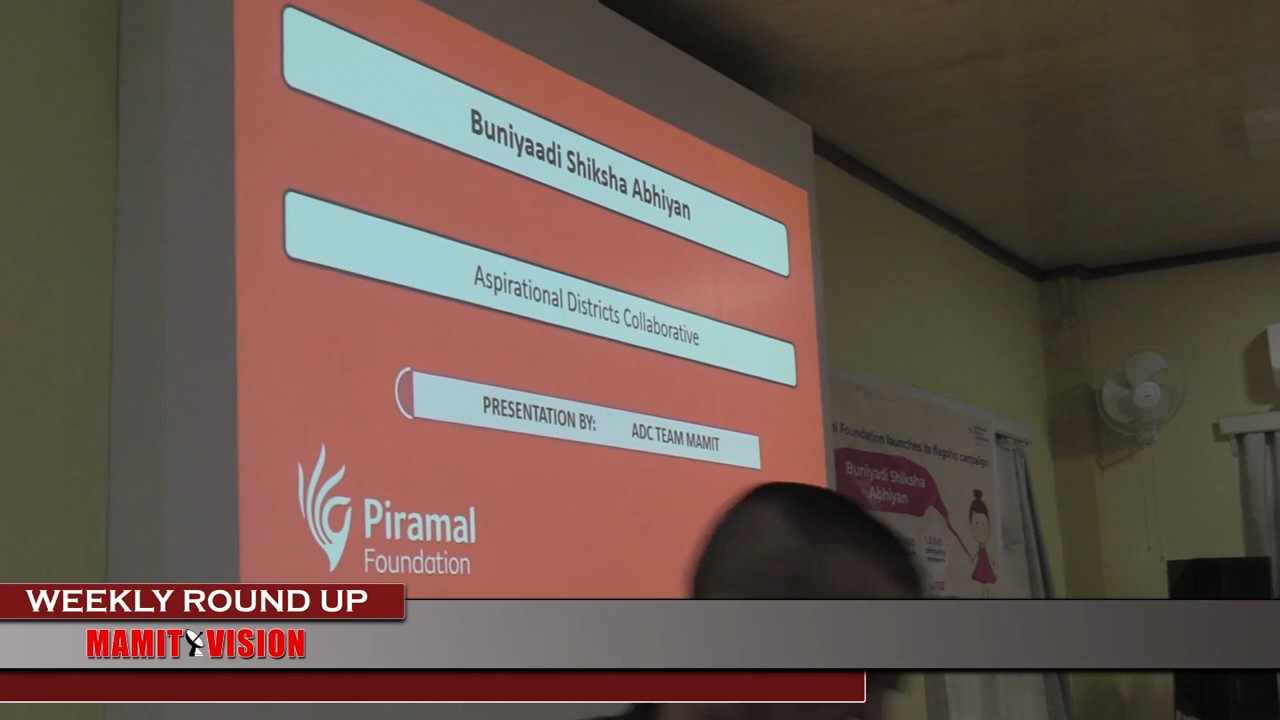 Buniyaadi Shiksha Abhiyan
Aspirational Districts Collaborative
PRESENTATION BY: ADC TEAM MAMIT
Piramal
Foundation
Foundation launches its flagship campaign
Buniyadi Shiksha
Abhiyan
WEEKLY ROUND UP
MAMIT VISION